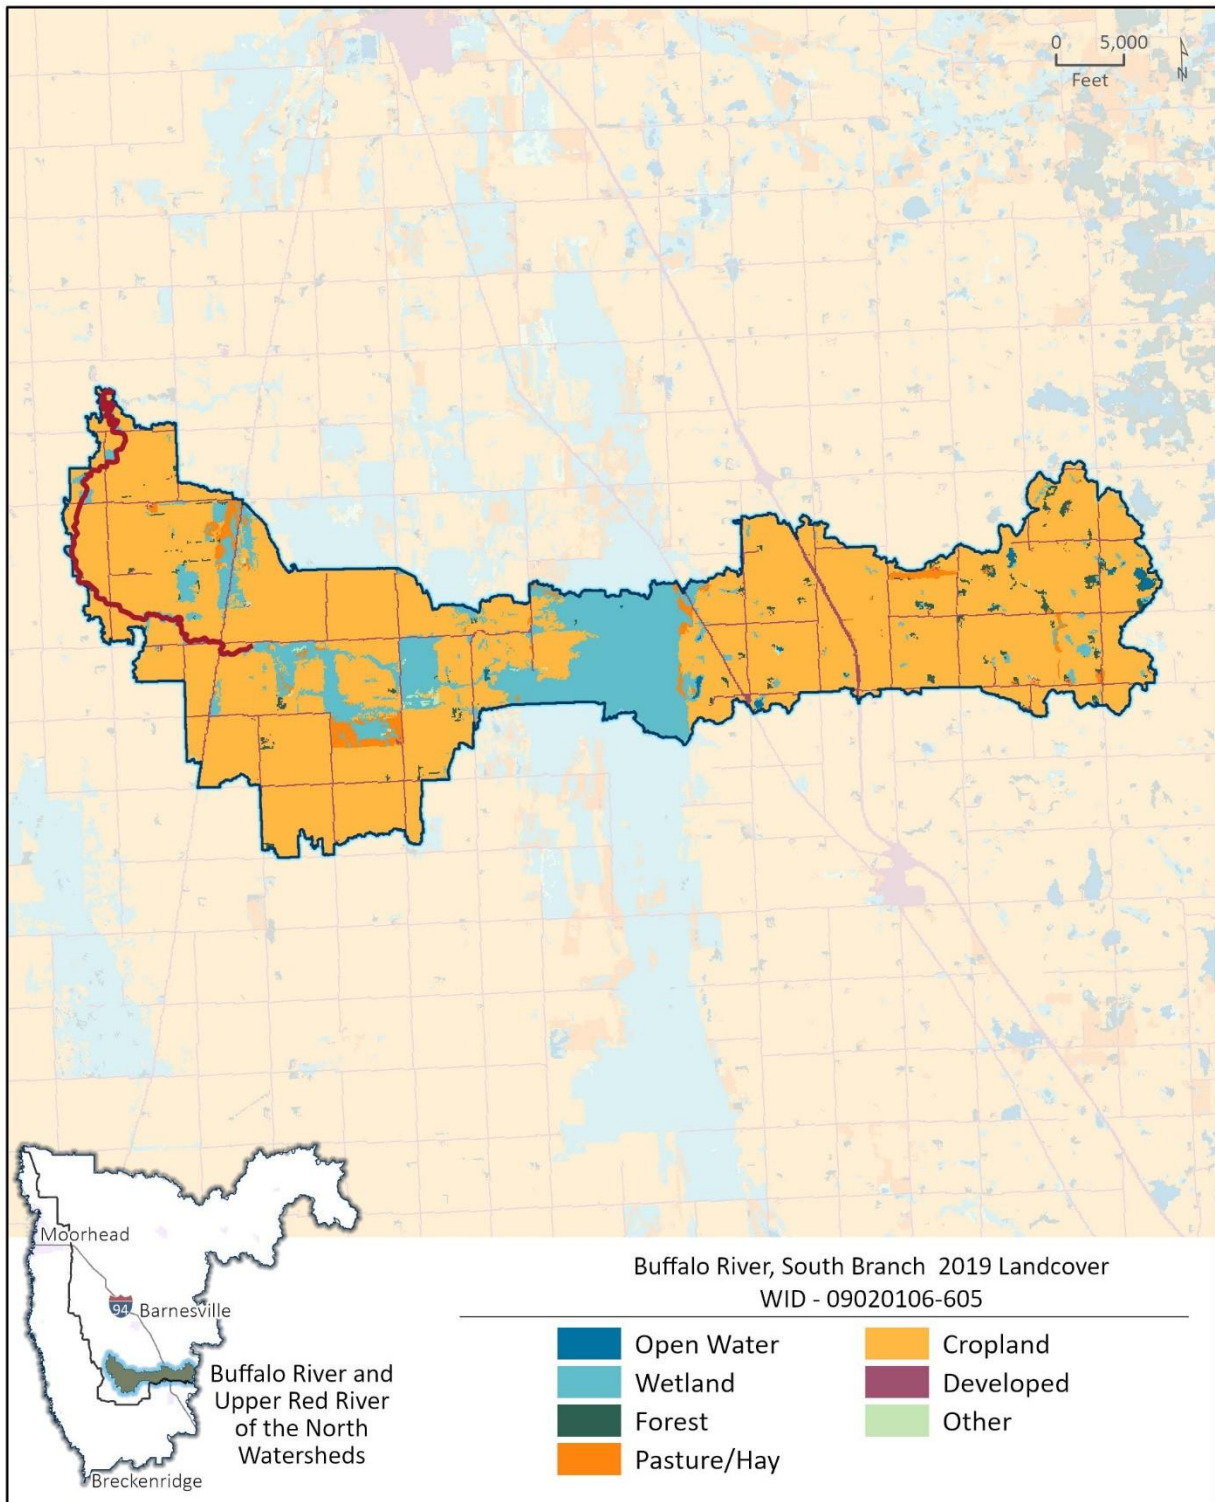 0 5,000
Feet
N
Moorhead
94
Barnesville
Buffalo River and
Upper Red River
of the North
Watersheds
Breckenridge
Buffalo River, South Branch 2019 Landcover
WID - 09020106-605
Open Water
Wetland
Forest
Pasture/Hay
Cropland
Developed
Other